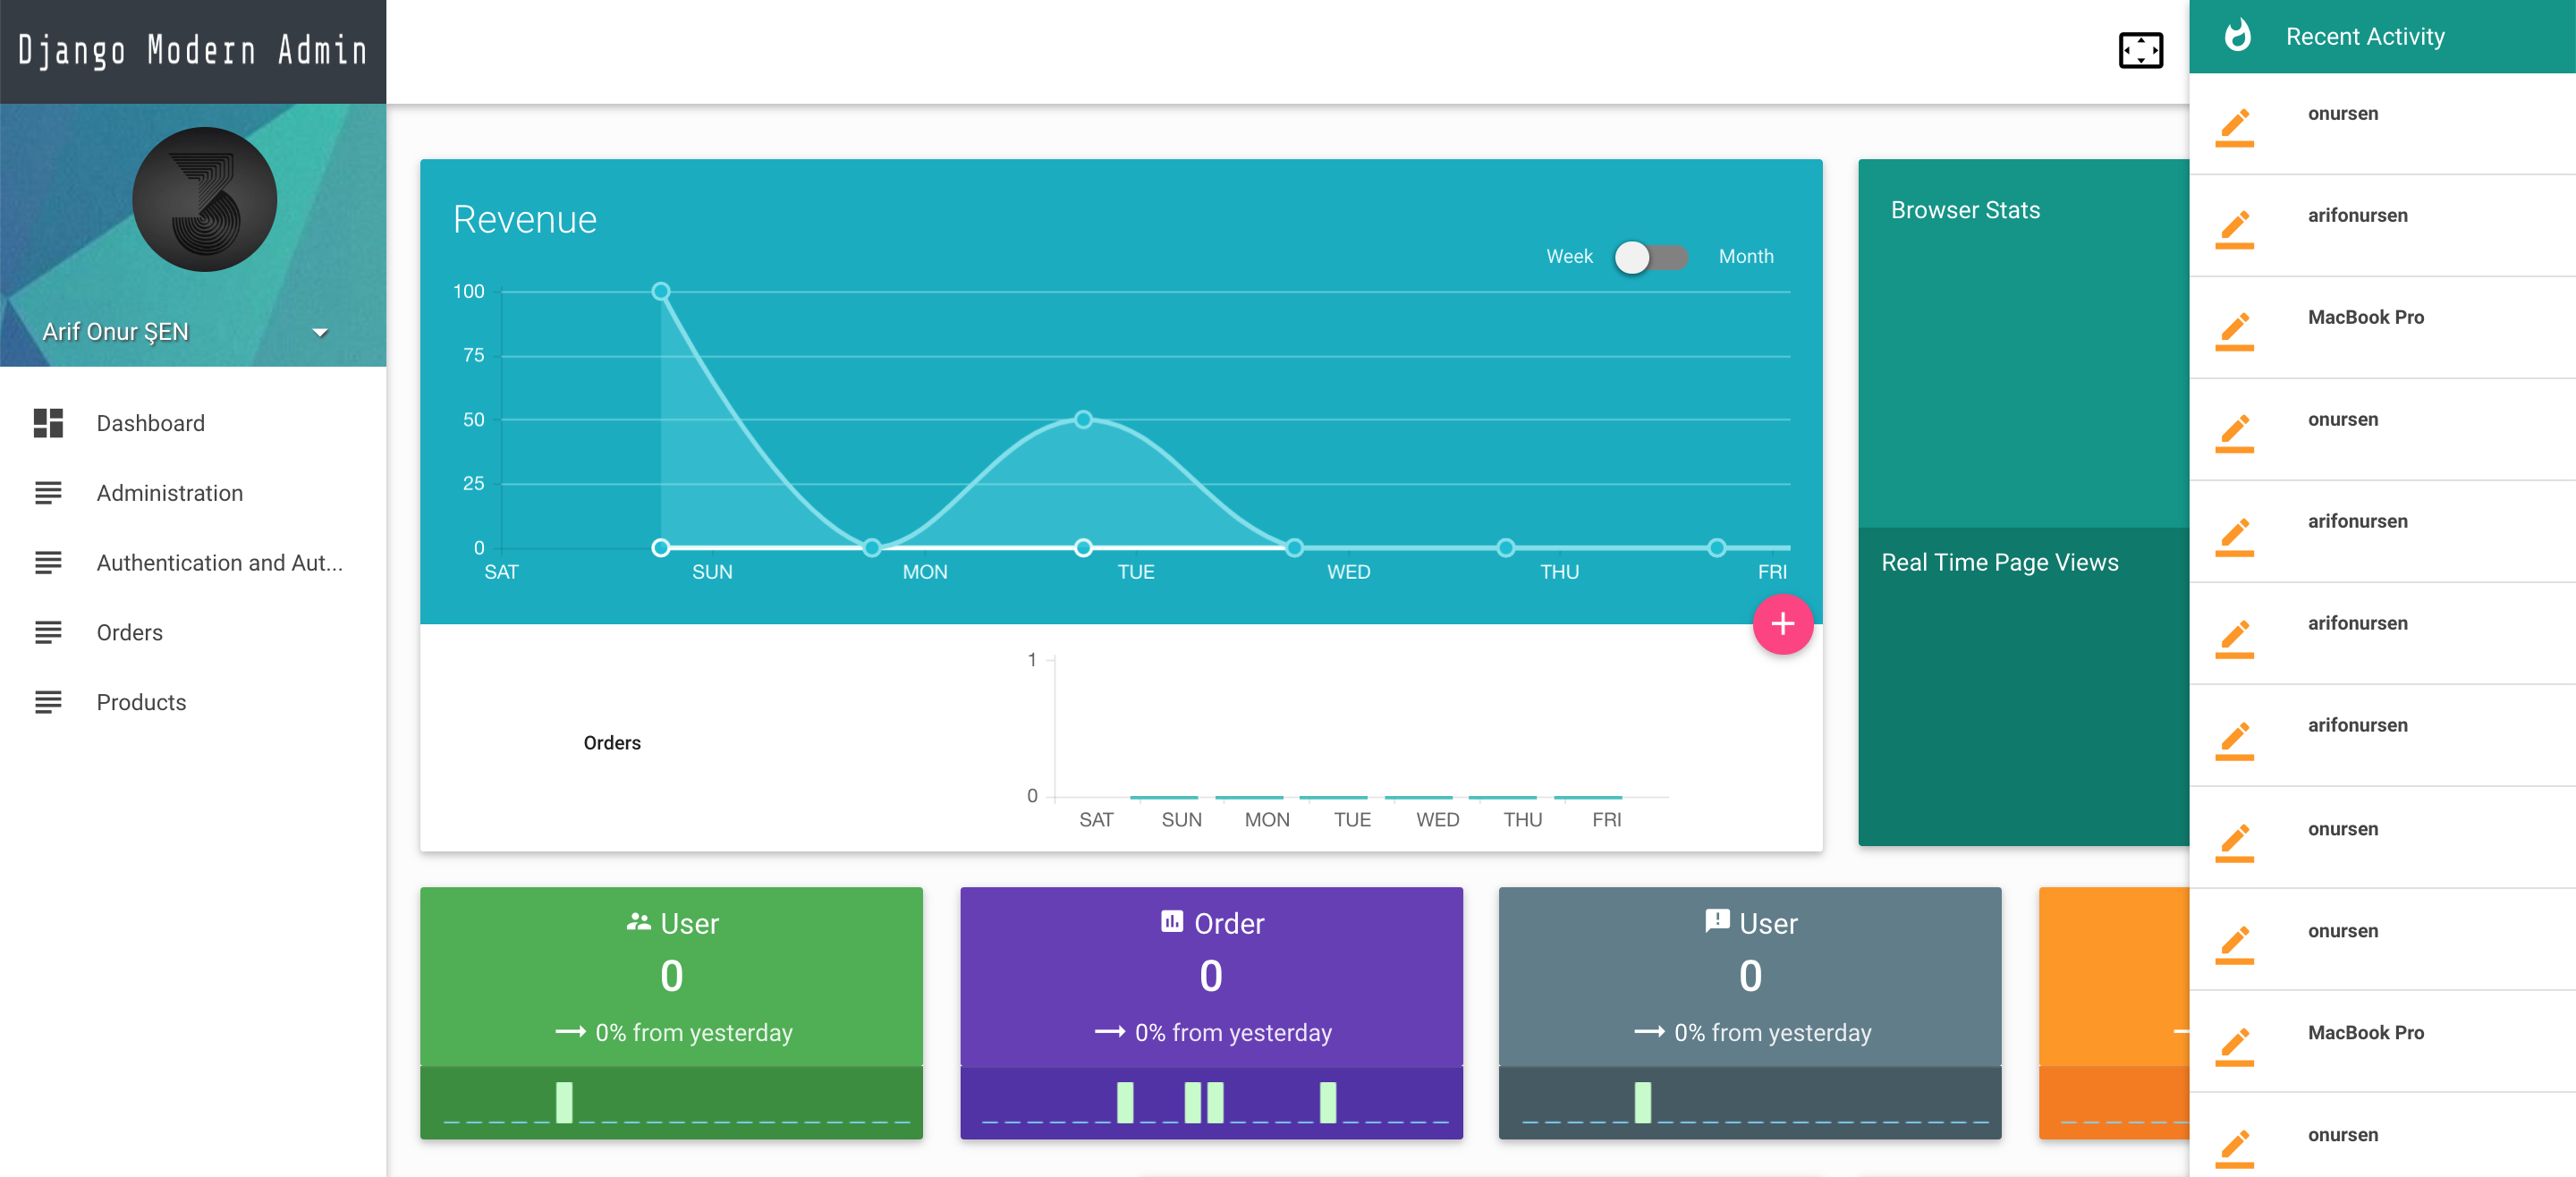 Django Modern Admin
Arif Onur ŞEN
Dashboard
Administration
Authentication and Aut...
Orders
Products
Revenue
Week
Month
100
75
50
25
0
SAT
SUN
MON
TUE
WED
THU
FRI
+
Orders
1
0
SAT
SUN
MON
TUE
WED
THU
FRI
Browser Stats
Real Time Page Views
User
0
0% from yesterday
Order
0
0% from yesterday
User
0
0% from yesterday
Recent Activity
onursen
arifonursen
MacBook Pro
onursen
arifonursen
arifonursen
arifonursen
onursen
onursen
MacBook Pro
onursen